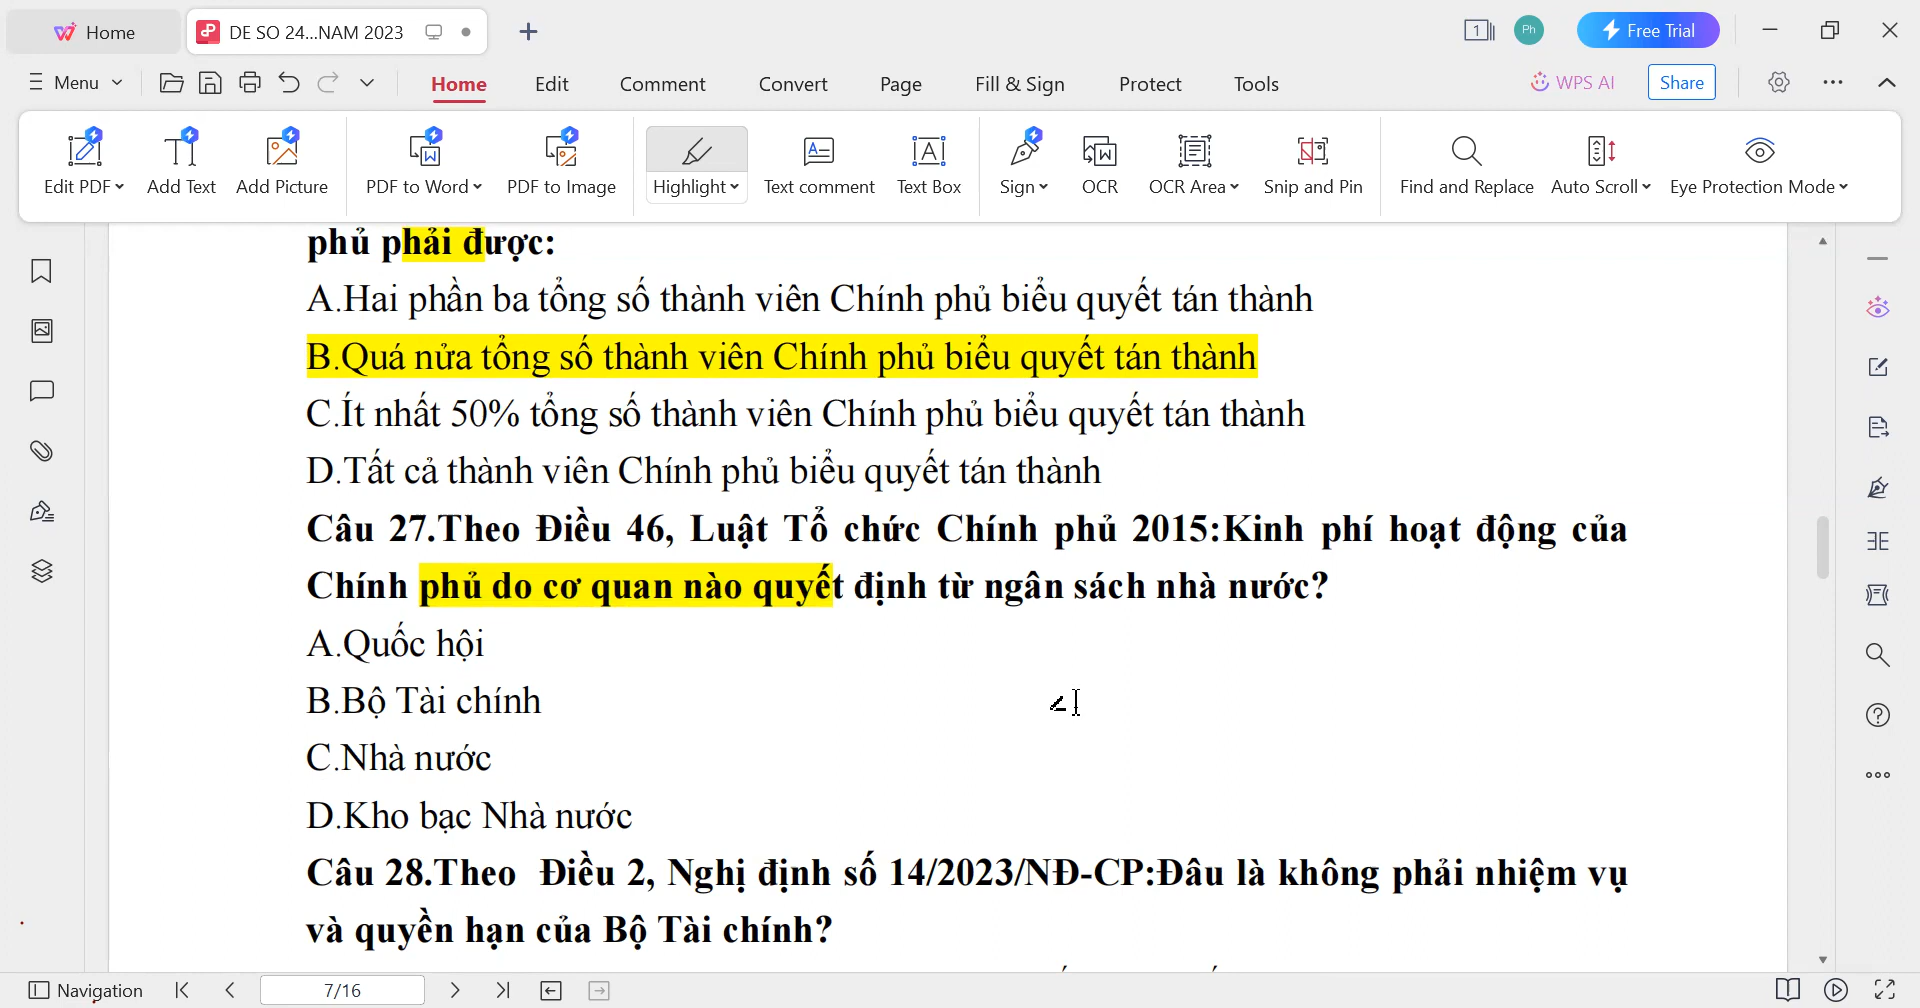 Home
DE SO 24...NAM 2023
1
Ph
Free Trial
Menu
Home
Edit
Comment
Convert
Page
Fill & Sign
Protect
Tools
WPS AI
Share
Edit PDF
Add Text
Add Picture
PDF to Word
PDF to Image
Highlight
Text comment
Text Box
Sign
OCR
OCR Area
Snip and Pin
Find and Replace
Auto Scroll
Eye Protection Mode
phủ phải được:
A.Hai phần ba tổng số thành viên Chính phủ biểu quyết tán thành
B.Quá nửa tổng số thành viên Chính phủ biểu quyết tán thành
C.Ít nhất 50% tổng số thành viên Chính phủ biểu quyết tán thành
D.Tất cả thành viên Chính phủ biểu quyết tán thành
Câu 27.Theo Điều 46, Luật Tổ chức Chính phủ 2015:Kinh phí hoạt động của
Chính phủ do cơ quan nào quyết định từ ngân sách nhà nước?
A.Quốc hội
B.Bộ Tài chính
C.Nhà nước
D.Kho bạc Nhà nước
Câu 28.Theo Điều 2, Nghị định số 14/2023/NĐ-CP:Đâu là không phải nhiệm vụ
và quyền hạn của Bộ Tài chính?
Navigation
7/16